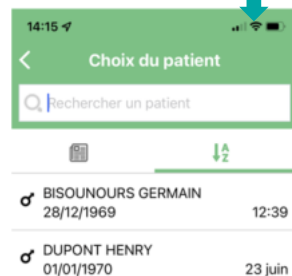 14:15
Choix du patient
Rechercher un patient
A
Z
BISOUNOURS GERMAIN
28/12/1969 12:39
DUPONT HENRY
01/01/1970 23 juin